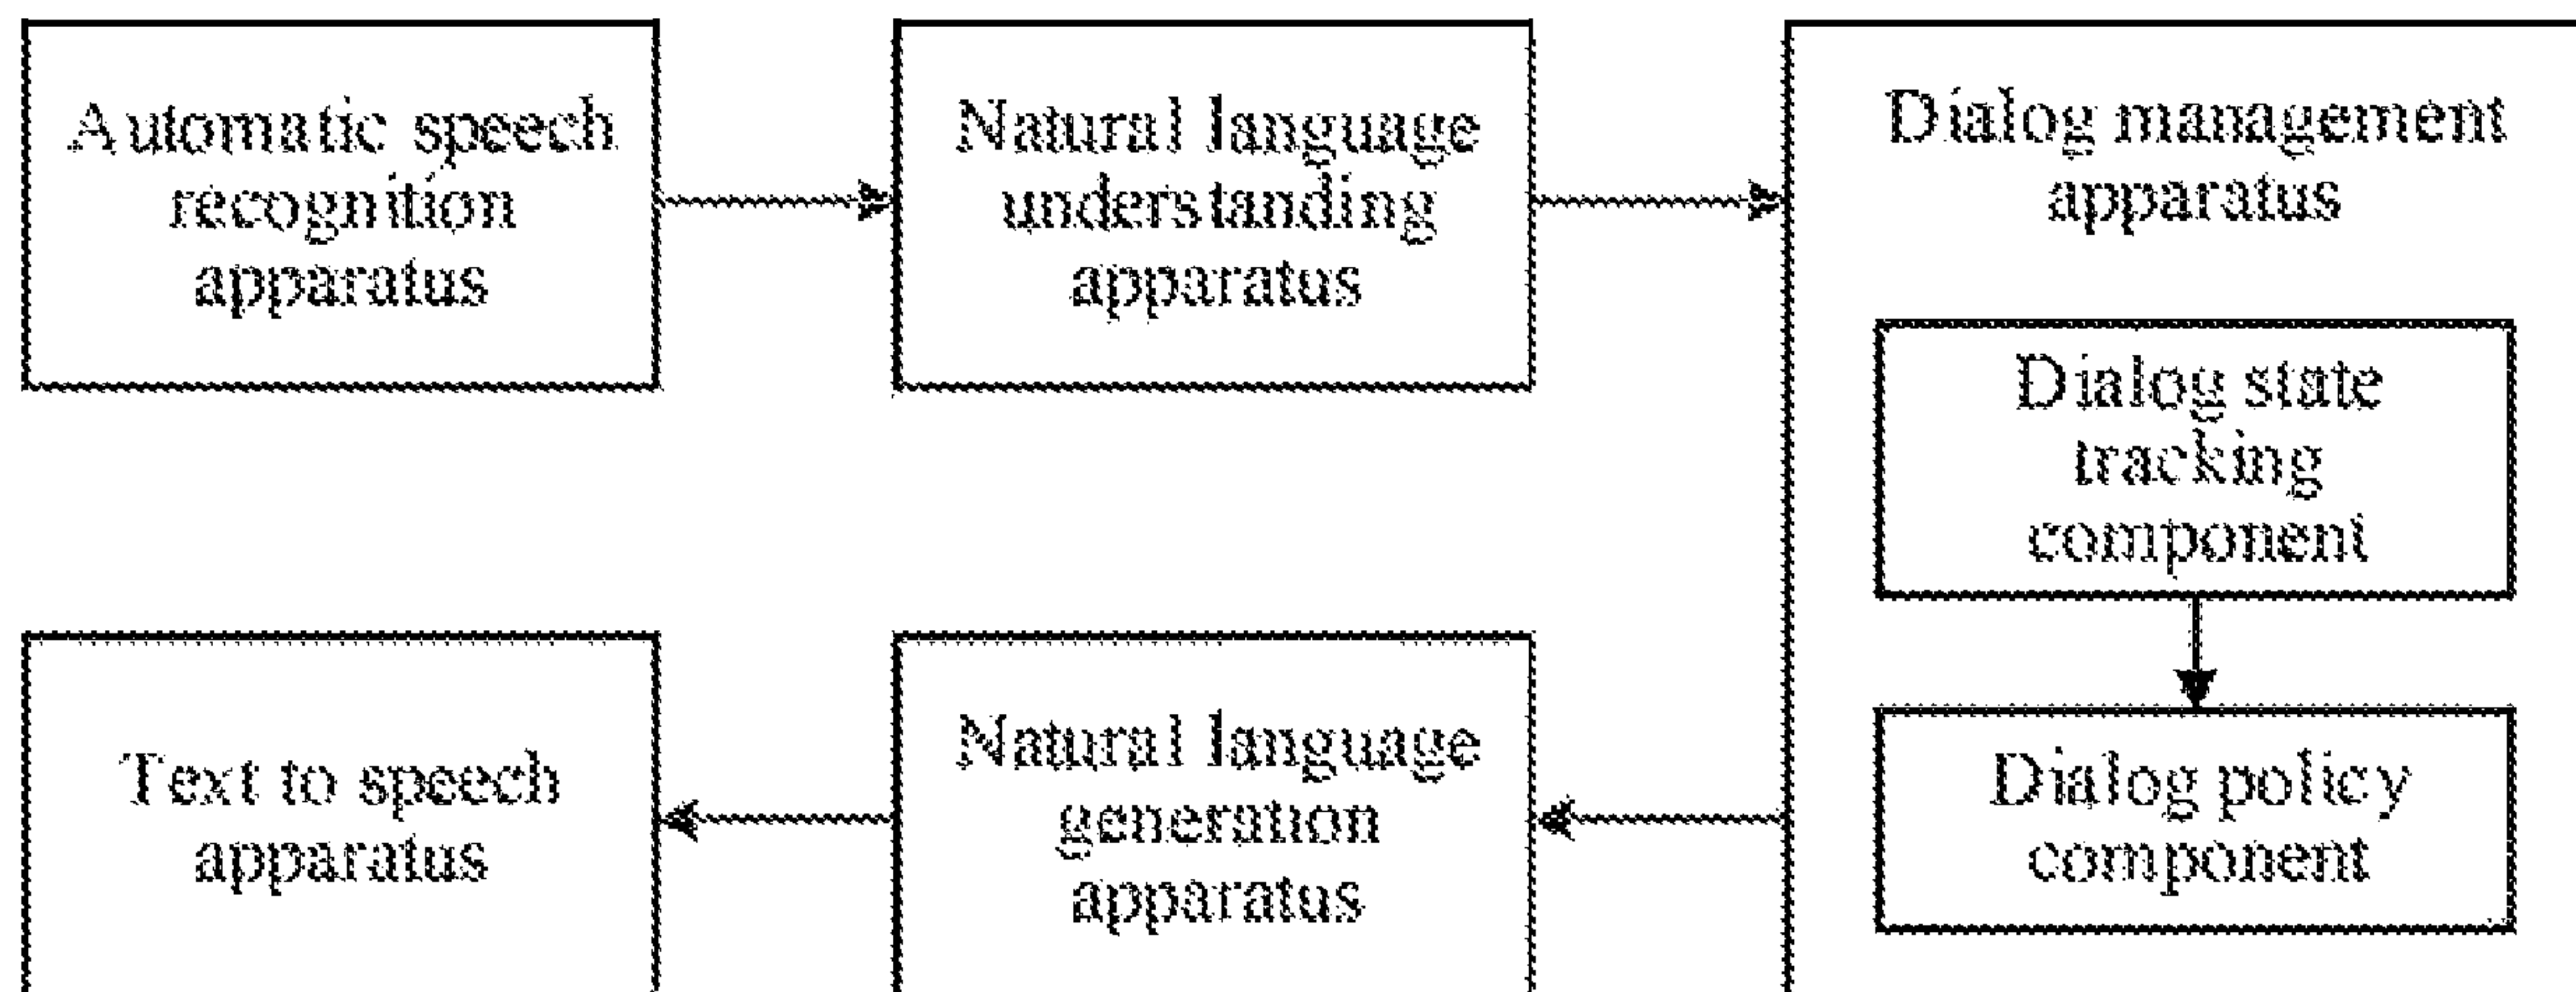 Automatic speech
recognition
apparatus
Natural language
understanding
apparatus
Dialog management
apparatus
Dialog state
tracking
component
Dialog policy
component
Natural language
generation
apparatus
Text to speech
apparatus